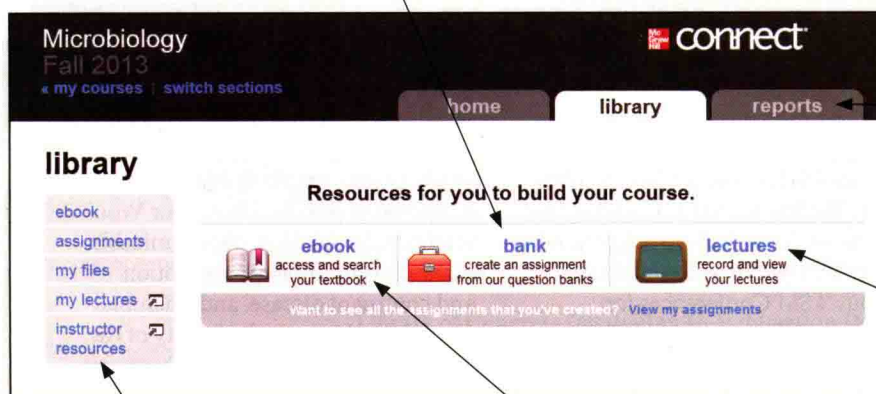 Microbiology
Mc Graw Hill connect
Fall 2013
« my courses | switch sections
home library reports
library
Resources for you to build your course.
ebook
assignments
my files
my lectures
instructor
resources
ebook
access and search
your textbook
bank
create an assignment
from our question banks
lectures
record and view
your lectures
Want to see all the assignments that you've created? View my assignments